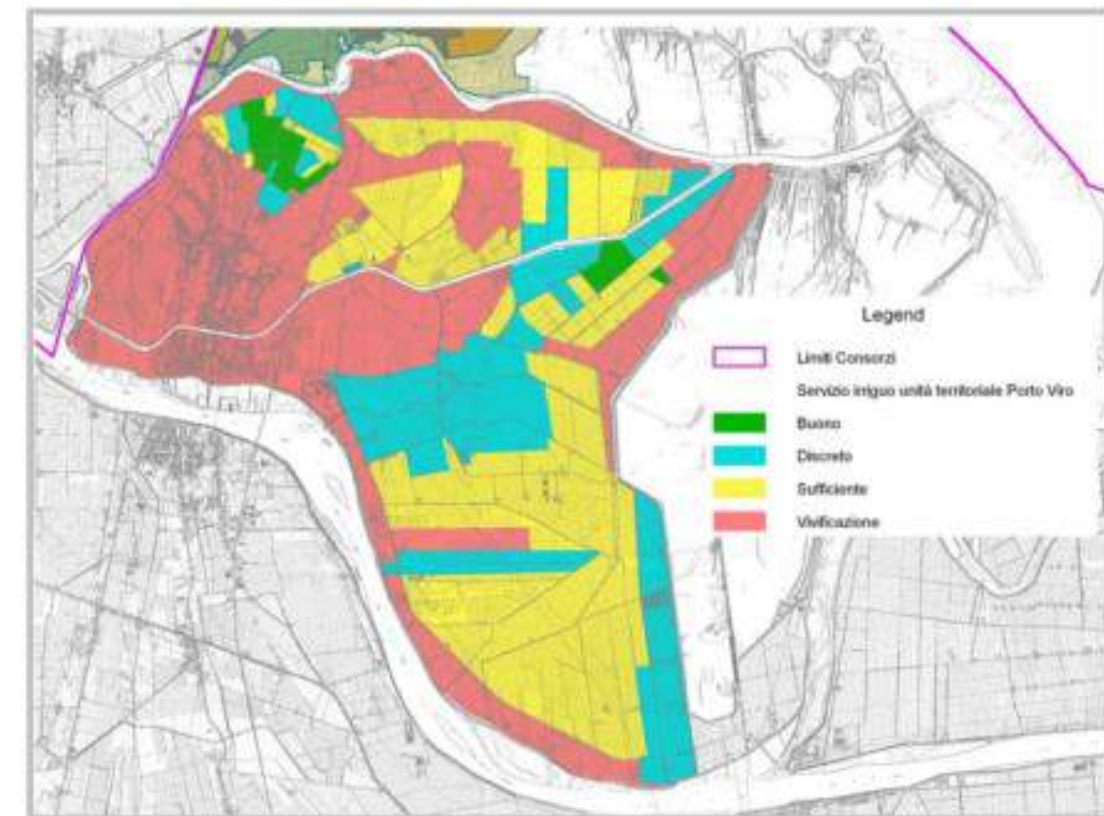 Legend
Limiti Consorzi
Servizio irriguo unità territoriale Porto Viro
Buono
Discreto
Sufficiente
Vivificazione